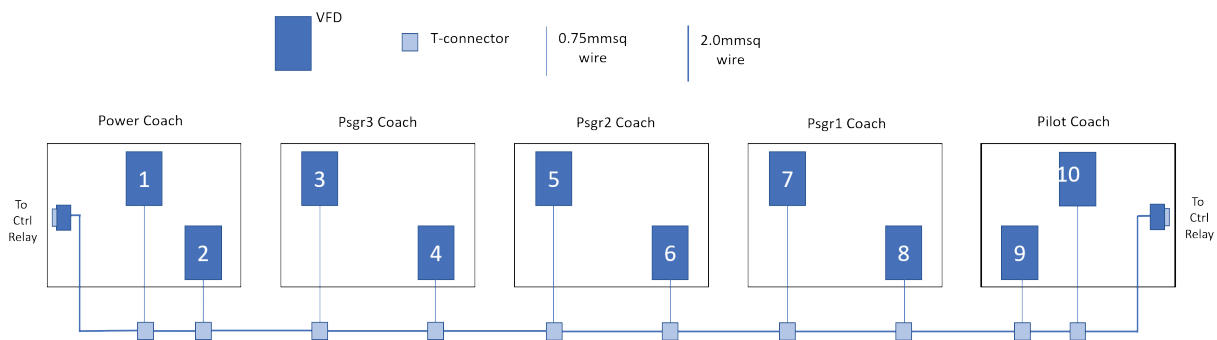 VFD
T-connector
0.75mmsq
wire
2.0mmsq
wire
Power Coach
Psgr3 Coach
Psgr2 Coach
Psgr1 Coach
Pilot Coach
To
Ctrl
Relay
1
2
3
4
5
6
7
8
9
10
To
Ctrl
Relay